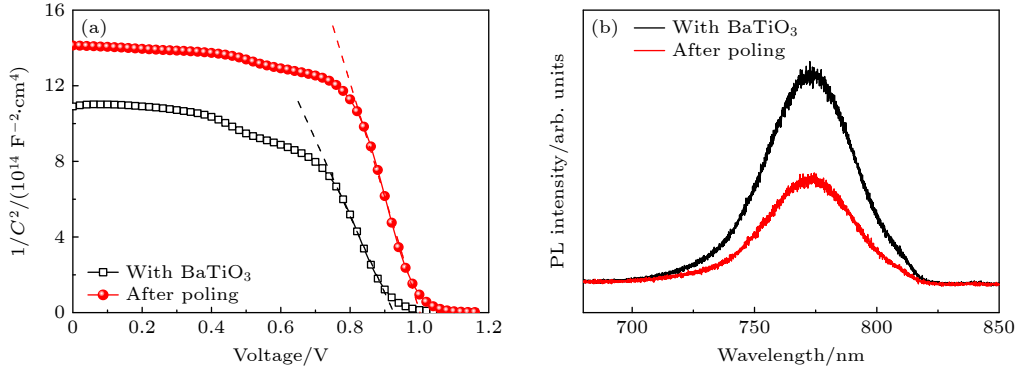 (a)
16
12
8
4
0
1/C²/(10¹⁴ F⁻²·cm⁴)
With BaTiO₃
After poling
0 0.2 0.4 0.6 0.8 1.0 1.2
Voltage/V
(b)
With BaTiO₃
After poling
PL intensity/arb. units
700 750 800 850
Wavelength/nm